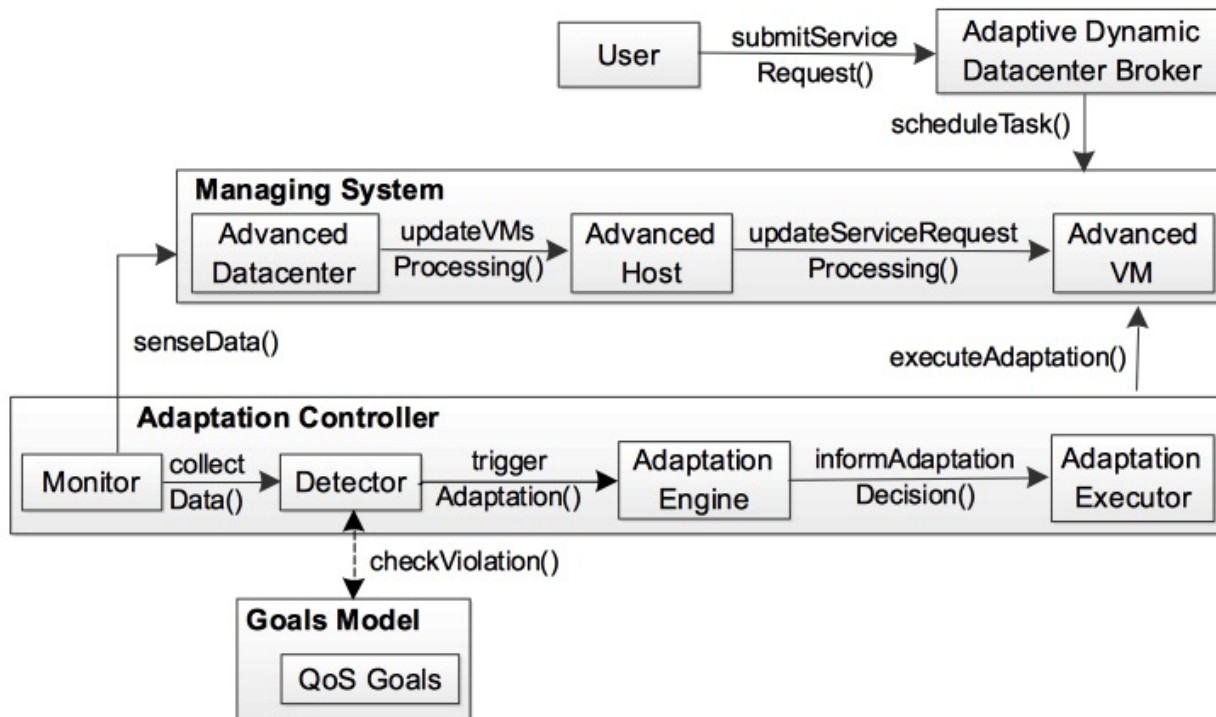 User
submitService
Request()
Adaptive Dynamic
Datacenter Broker
scheduleTask()
Managing System
Advanced
Datacenter
updateVMs
Processing()
Advanced
Host
updateServiceRequest
Processing()
Advanced
VM
senseData()
executeAdaptation()
Adaptation Controller
Monitor
collect
Data()
Detector
trigger
Adaptation()
Adaptation
Engine
informAdaptation
Decision()
Adaptation
Executor
checkViolation()
Goals Model
QoS Goals